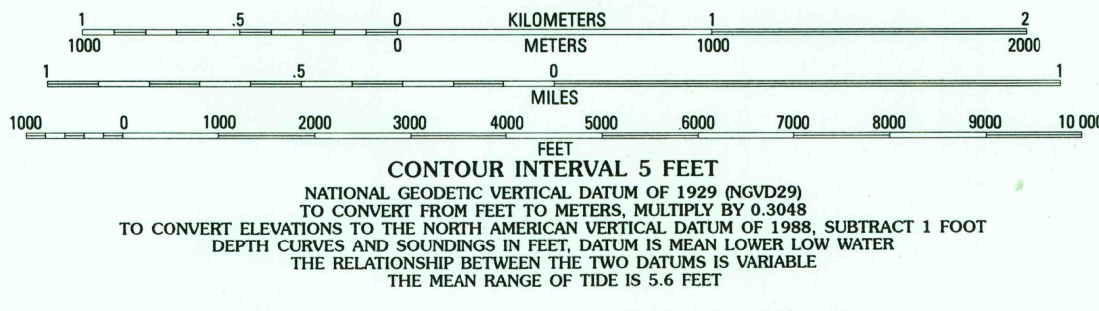 1 .5 0 KILOMETERS 1 2
1000 0 METERS 1000 2000
1 .5 0 1
MILES
1000 0 1000 2000 3000 4000 5000 6000 7000 8000 9000 10 000
FEET
CONTOUR INTERVAL 5 FEET
NATIONAL GEODETIC VERTICAL DATUM OF 1929 (NGVD29)
TO CONVERT FROM FEET TO METERS, MULTIPLY BY 0.3048
TO CONVERT ELEVATIONS TO THE NORTH AMERICAN VERTICAL DATUM OF 1988, SUBTRACT 1 FOOT
DEPTH CURVES AND SOUNDINGS IN FEET, DATUM IS MEAN LOWER LOW WATER
THE RELATIONSHIP BETWEEN THE TWO DATUMS IS VARIABLE
THE MEAN RANGE OF TIDE IS 5.6 FEET